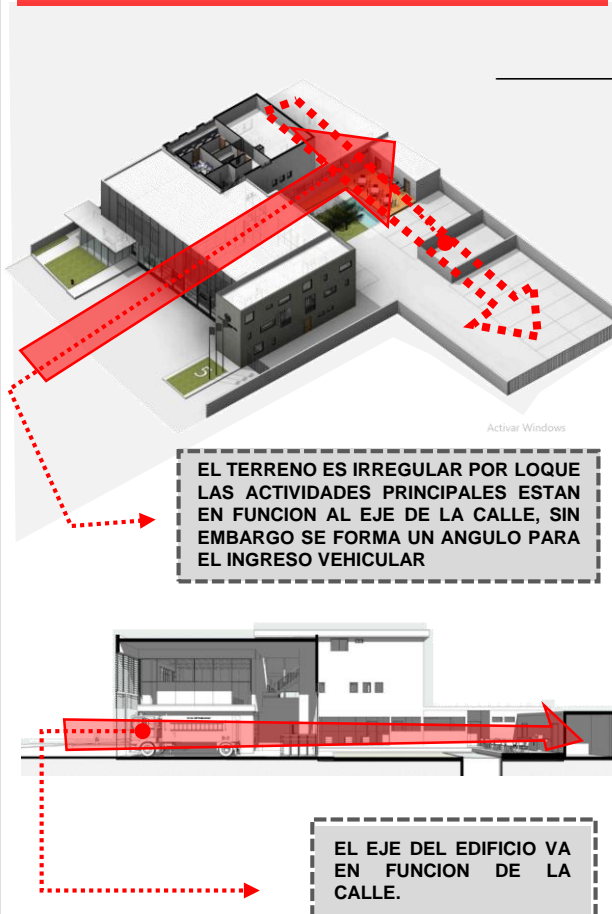 5
Activar Windows
EL TERRENO ES IRREGULAR POR LOQUE
LAS ACTIVIDADES PRINCIPALES ESTAN
EN FUNCION AL EJE DE LA CALLE, SIN
EMBARGO SE FORMA UN ANGULO PARA
EL INGRESO VEHICULAR
EL EJE DEL EDIFICIO VA
EN FUNCION DE LA
CALLE.